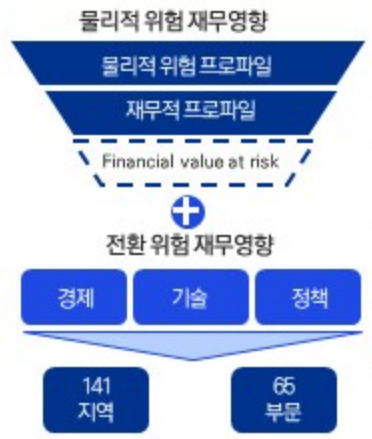 물리적 위험 재무영향
물리적 위험 프로파일
재무적 프로파일
Financial value at risk
+
전환 위험 재무영향
경제 기술 정책
141 65
지역 부문